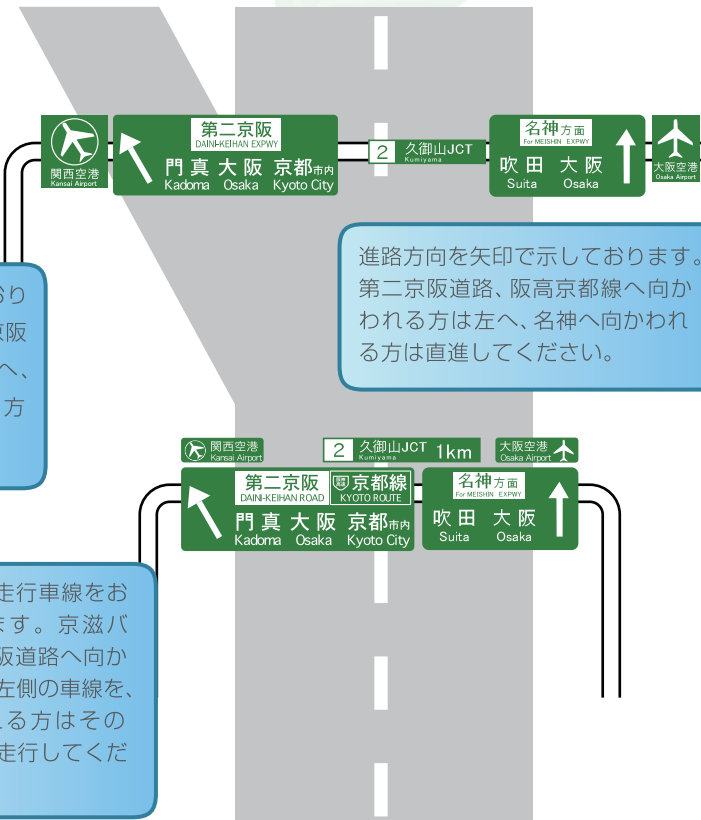 関西空港
Kansai Airport
第二京阪
DAINI-KEIHAN EXPWY
門真 大阪 京都市内
Kadoma Osaka Kyoto City
2 久御山JCT
Kumiyama
名神方面
For MEISHIN EXPWY
吹田 大阪
Suita Osaka
大阪空港
Osaka Airport
進路方向を矢印で示しております。
第二京阪道路、阪高京都線へ向か
われる方は左へ、名神へ向かわれ
る方は直進してください。
おり
京阪
へ、
方
関西空港
Kansai Airport
2 久御山JCT 1km
Kumiyama
大阪空港
Osaka Airport
第二京阪
DAINI-KEIHAN ROAD
京都線
KYOTO ROUTE
門真 大阪 京都市内
Kadoma Osaka Kyoto City
名神方面
For MEISHIN EXPWY
吹田 大阪
Suita Osaka
走行車線をお
ます。京滋バ
阪道路へ向か
左側の車線を、
れる方はその
走行してくだ